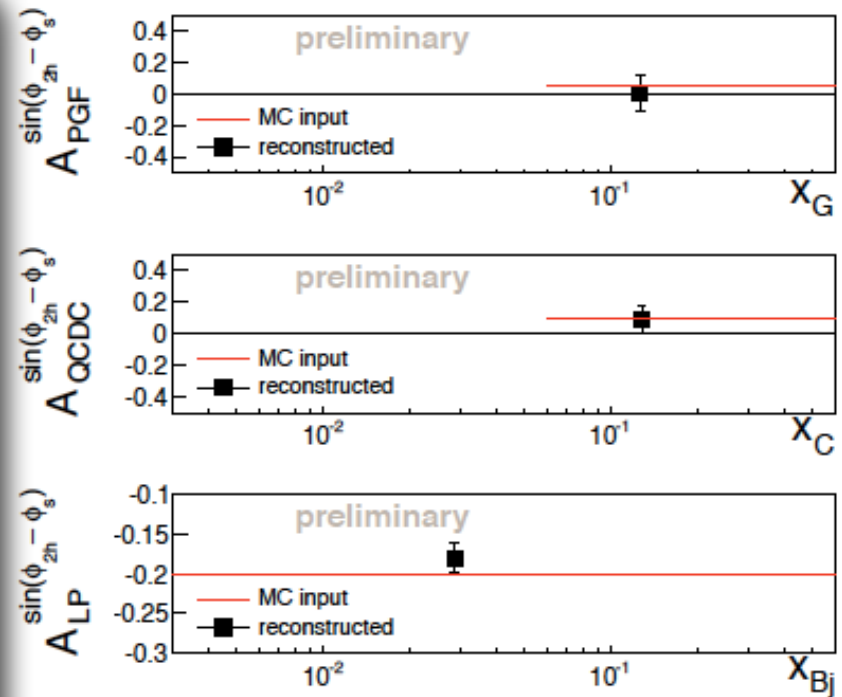 A_PGF^sin(ϕ_2h − ϕ_s)
0.4
0.2
0
-0.2
-0.4
preliminary
MC input
reconstructed
10^-2
10^-1
x_G
A_QCDC^sin(ϕ_2h − ϕ_s)
0.4
0.2
0
-0.2
-0.4
preliminary
MC input
reconstructed
10^-2
10^-1
x_C
A_LP^sin(ϕ_2h − ϕ_s)
-0.1
-0.15
-0.2
-0.25
-0.3
preliminary
MC input
reconstructed
10^-2
10^-1
x_Bj